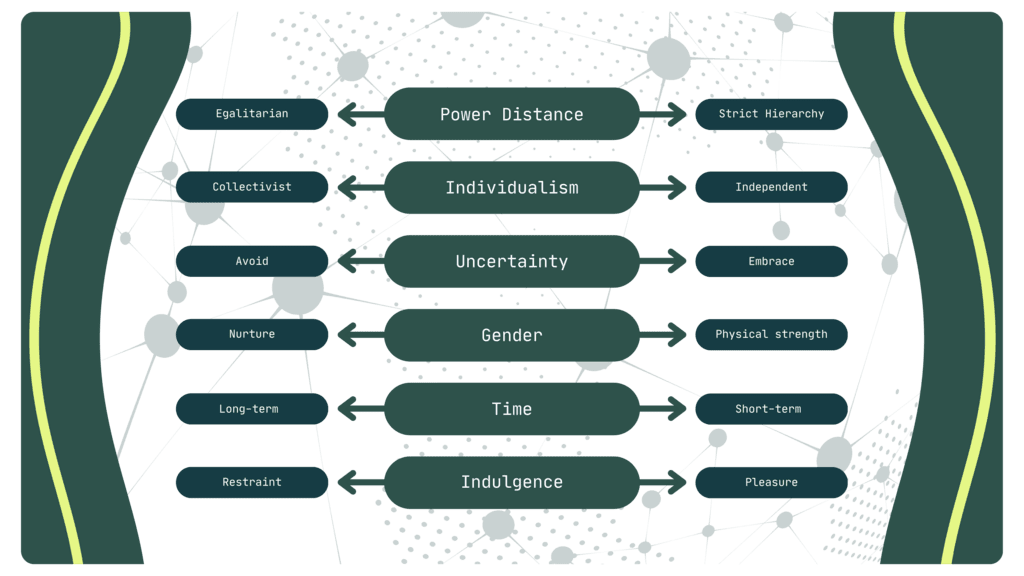 Egalitarian
Power Distance
Strict Hierarchy
Collectivist
Individualism
Independent
Avoid
Uncertainty
Embrace
Nurture
Gender
Physical strength
Long-term
Time
Short-term
Restraint
Indulgence
Pleasure